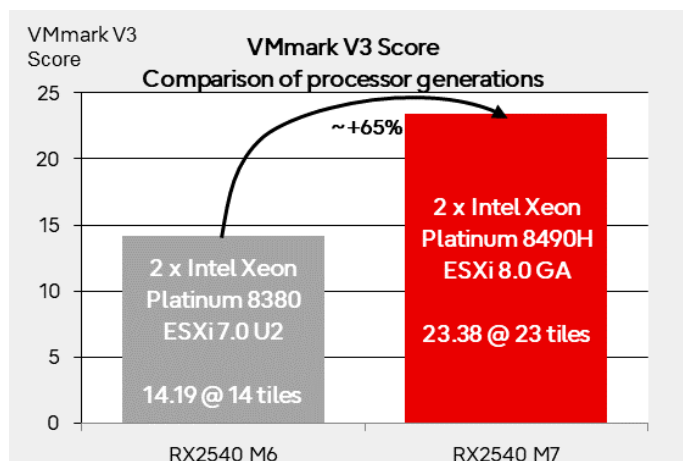 VMmark V3
Score
VMmark V3 Score
Comparison of processor generations
25
20
15
10
5
0
~+65%
2 x Intel Xeon
Platinum 8380
ESXi 7.0 U2
14.19 @ 14 tiles
2 x Intel Xeon
Platinum 8490H
ESXi 8.0 GA
23.38 @ 23 tiles
RX2540 M6
RX2540 M7